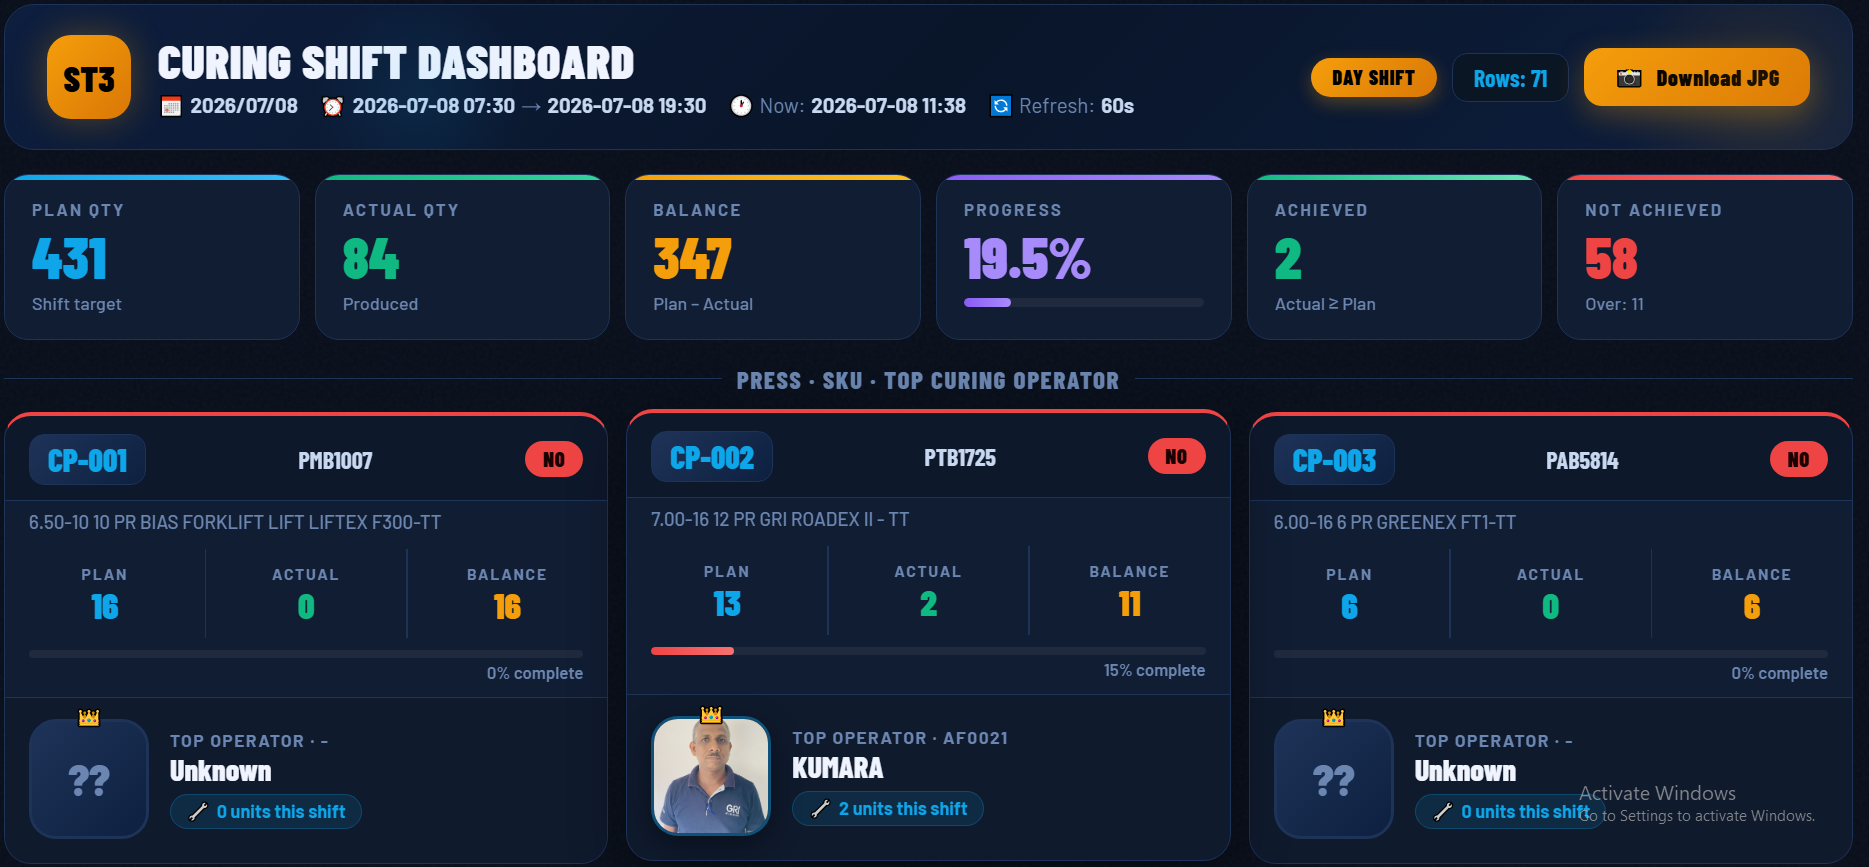 ST3
CURING SHIFT DASHBOARD
2026/07/08 2026-07-08 07:30 → 2026-07-08 19:30 Now: 2026-07-08 11:38 Refresh: 60s
DAY SHIFT
Rows: 71
Download JPG
PLAN QTY
431
Shift target
ACTUAL QTY
84
Produced
BALANCE
347
Plan – Actual
PROGRESS
19.5%
ACHIEVED
2
Actual ≥ Plan
NOT ACHIEVED
58
Over: 11
PRESS · SKU · TOP CURING OPERATOR
CP-001 PMB1007 NO
6.50-10 10 PR BIAS FORKLIFT LIFT LIFTEX F300-TT
PLAN ACTUAL BALANCE
16 0 16
0% complete
??
TOP OPERATOR · -
Unknown
0 units this shift
CP-002 PTB1725 NO
7.00-16 12 PR GRI ROADEX II - TT
PLAN ACTUAL BALANCE
13 2 11
15% complete
GRI
TOP OPERATOR · AF0021
KUMARA
2 units this shift
CP-003 PAB5814 NO
6.00-16 6 PR GREENEX FT1-TT
PLAN ACTUAL BALANCE
6 0 6
0% complete
??
TOP OPERATOR · -
Unknown
0 units this shift
Activate Windows
Go to Settings to activate Windows.